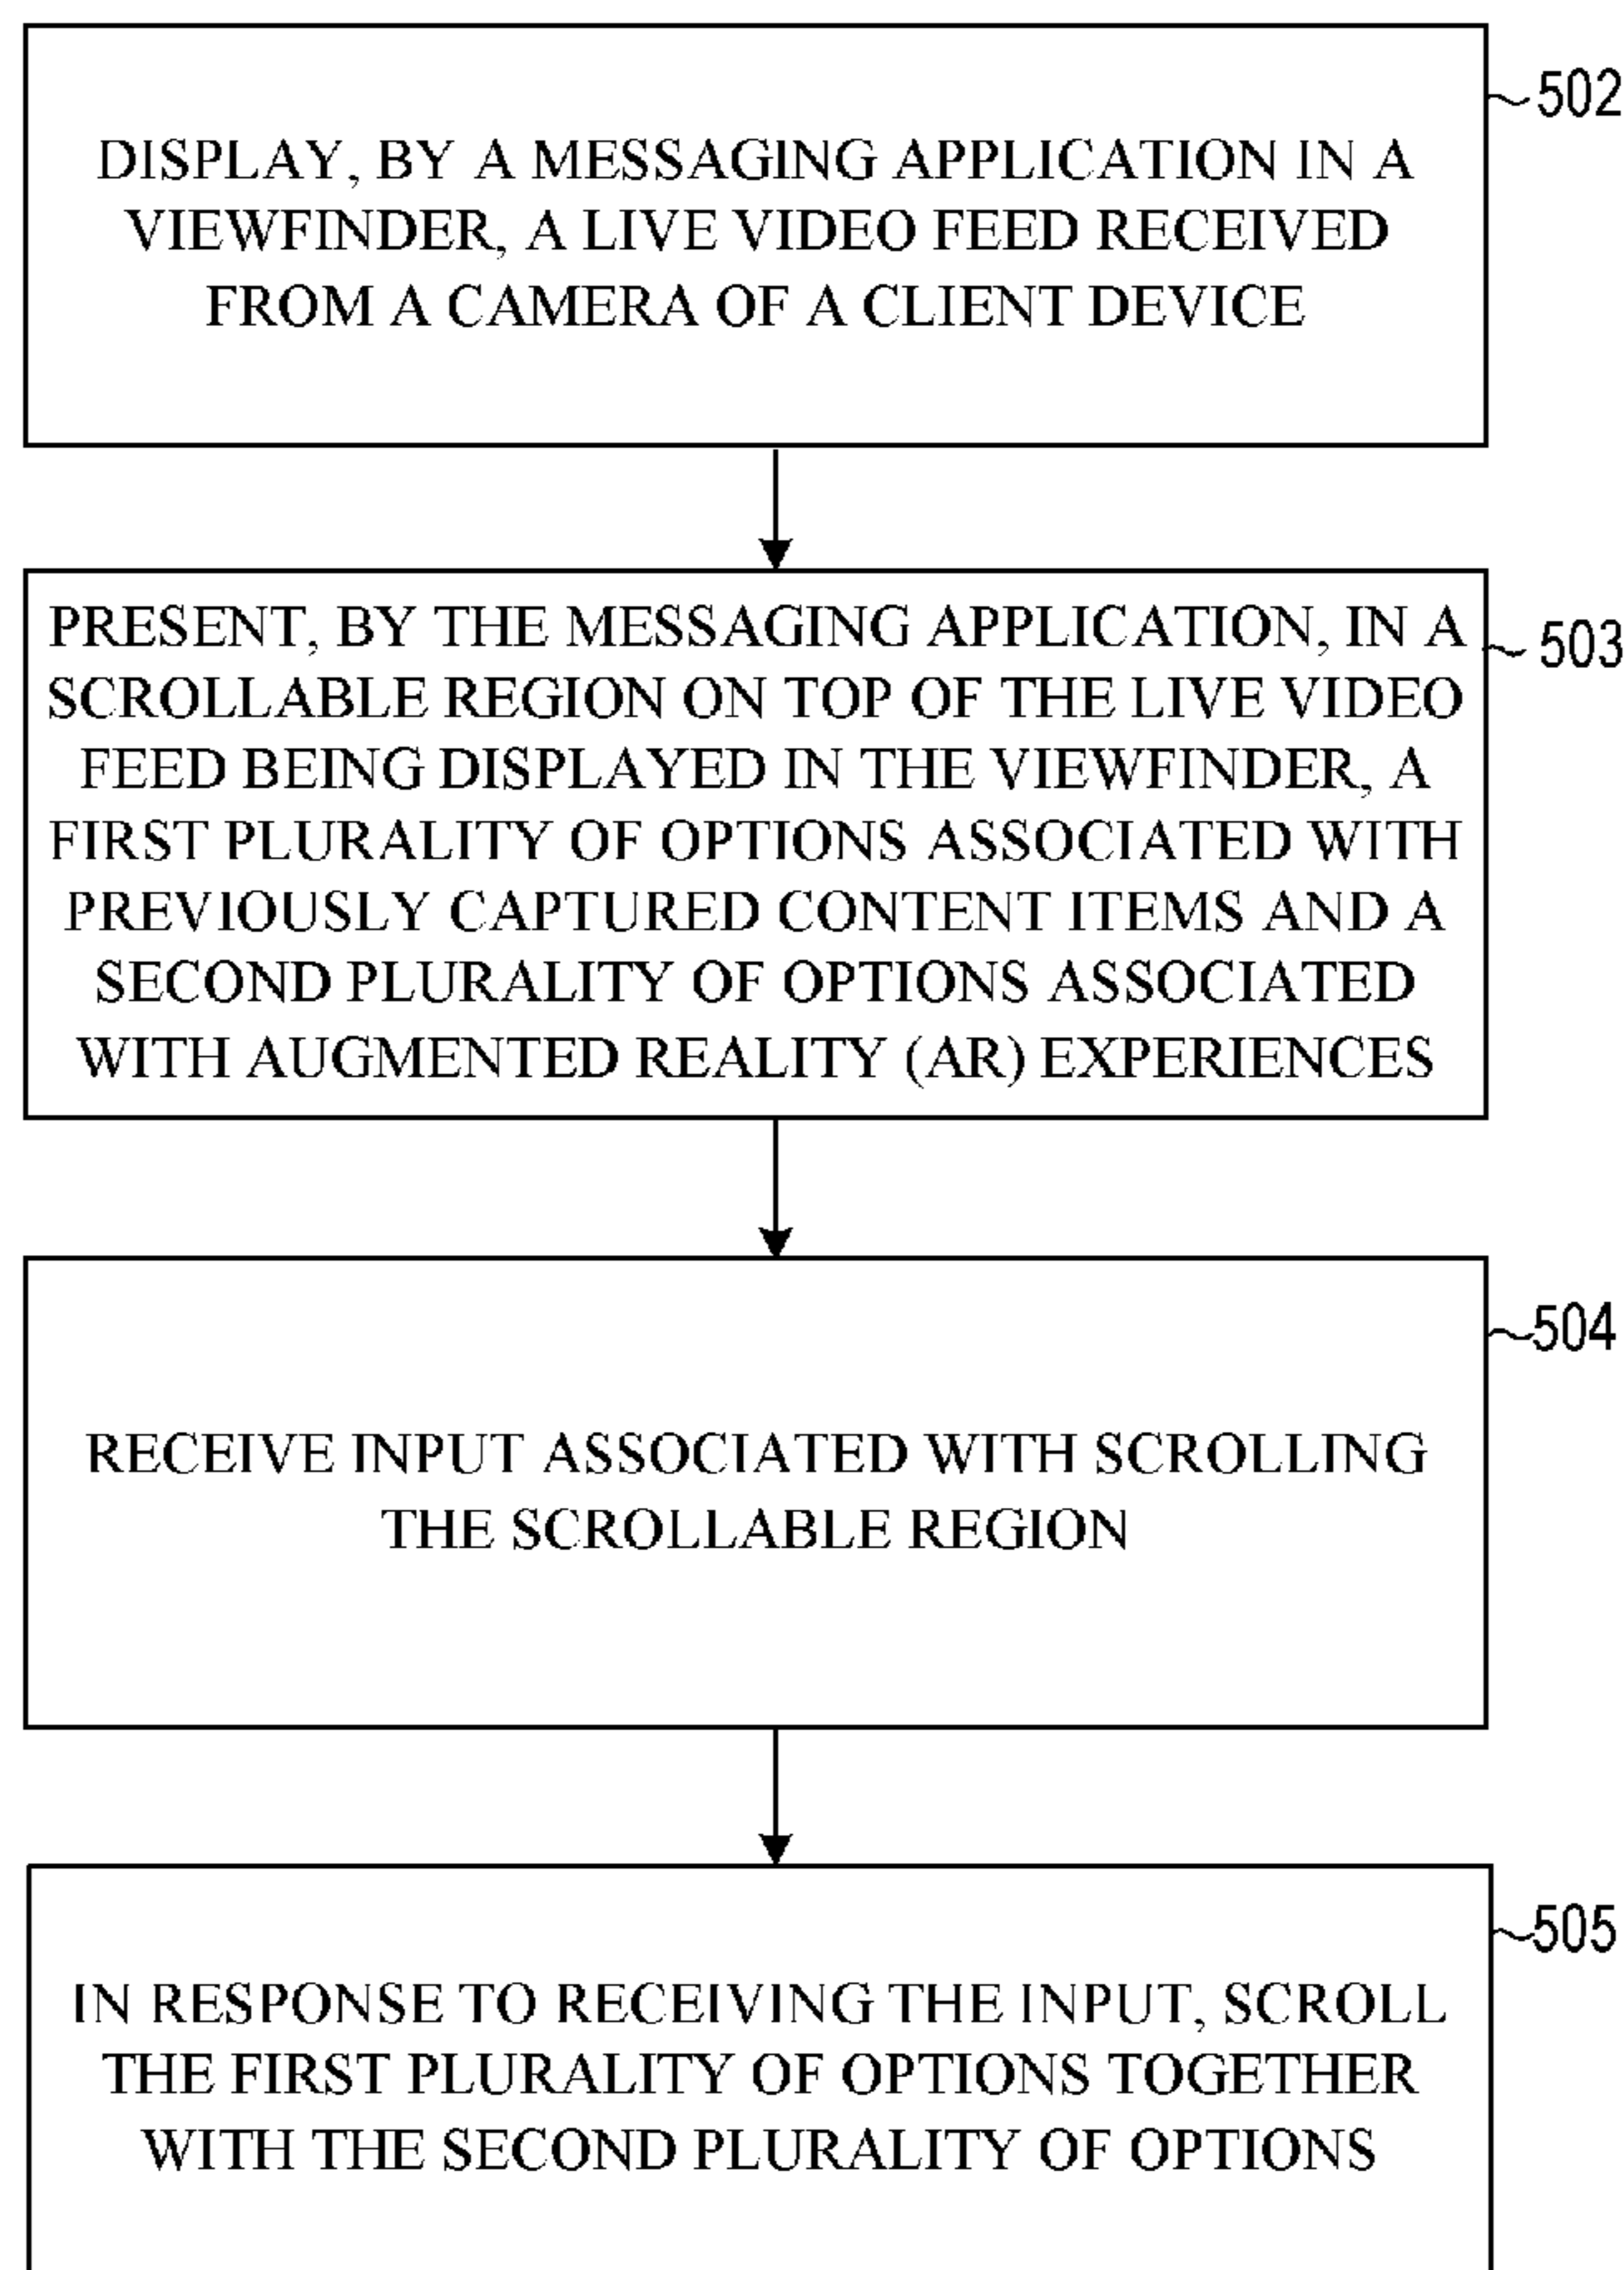 502
DISPLAY, BY A MESSAGING APPLICATION IN A
VIEWFINDER, A LIVE VIDEO FEED RECEIVED
FROM A CAMERA OF A CLIENT DEVICE
503
PRESENT, BY THE MESSAGING APPLICATION, IN A
SCROLLABLE REGION ON TOP OF THE LIVE VIDEO
FEED BEING DISPLAYED IN THE VIEWFINDER, A
FIRST PLURALITY OF OPTIONS ASSOCIATED WITH
PREVIOUSLY CAPTURED CONTENT ITEMS AND A
SECOND PLURALITY OF OPTIONS ASSOCIATED
WITH AUGMENTED REALITY (AR) EXPERIENCES
504
RECEIVE INPUT ASSOCIATED WITH SCROLLING
THE SCROLLABLE REGION
505
IN RESPONSE TO RECEIVING THE INPUT, SCROLL
THE FIRST PLURALITY OF OPTIONS TOGETHER
WITH THE SECOND PLURALITY OF OPTIONS